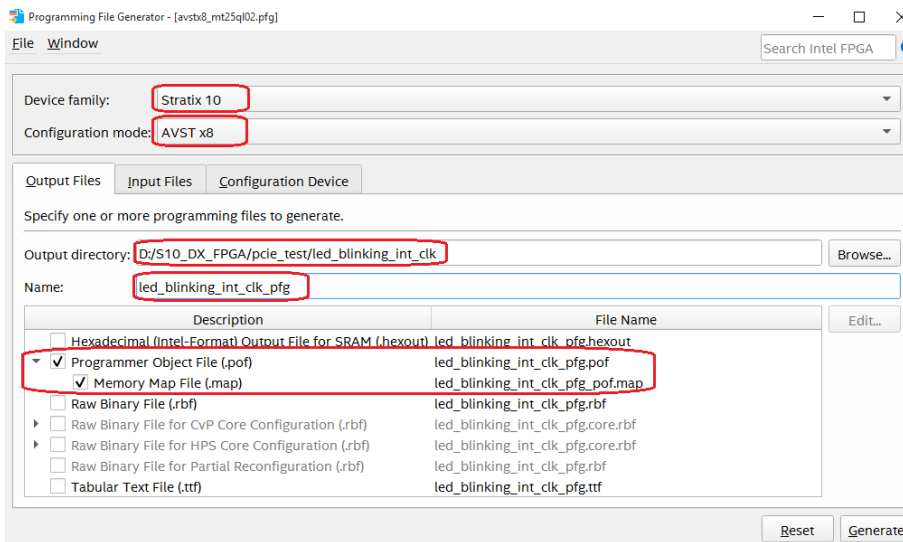 Programming File Generator - [avstx8_mt25ql02.pfg]
File Window
Search Intel FPGA
Device family: Stratix 10
Configuration mode: AVST x8
Output Files Input Files Configuration Device
Specify one or more programming files to generate.
Output directory: D:/S10_DX_FPGA/pcie_test/led_blinking_int_clk Browse...
Name: led_blinking_int_clk_pfg
Description File Name Edit...
Hexadecimal (Intel-Format) Output File for SRAM (.hexout) led_blinking_int_clk_pfg.hexout
Programmer Object File (.pof) led_blinking_int_clk_pfg.pof
Memory Map File (.map) led_blinking_int_clk_pfg_pof.map
Raw Binary File (.rbf) led_blinking_int_clk_pfg.rbf
Raw Binary File for CvP Core Configuration (.rbf) led_blinking_int_clk_pfg.core.rbf
Raw Binary File for HPS Core Configuration (.rbf) led_blinking_int_clk_pfg.core.rbf
Raw Binary File for Partial Reconfiguration (.rbf) led_blinking_int_clk_pfg.rbf
Tabular Text File (.ttf) led_blinking_int_clk_pfg.ttf
Reset Generate